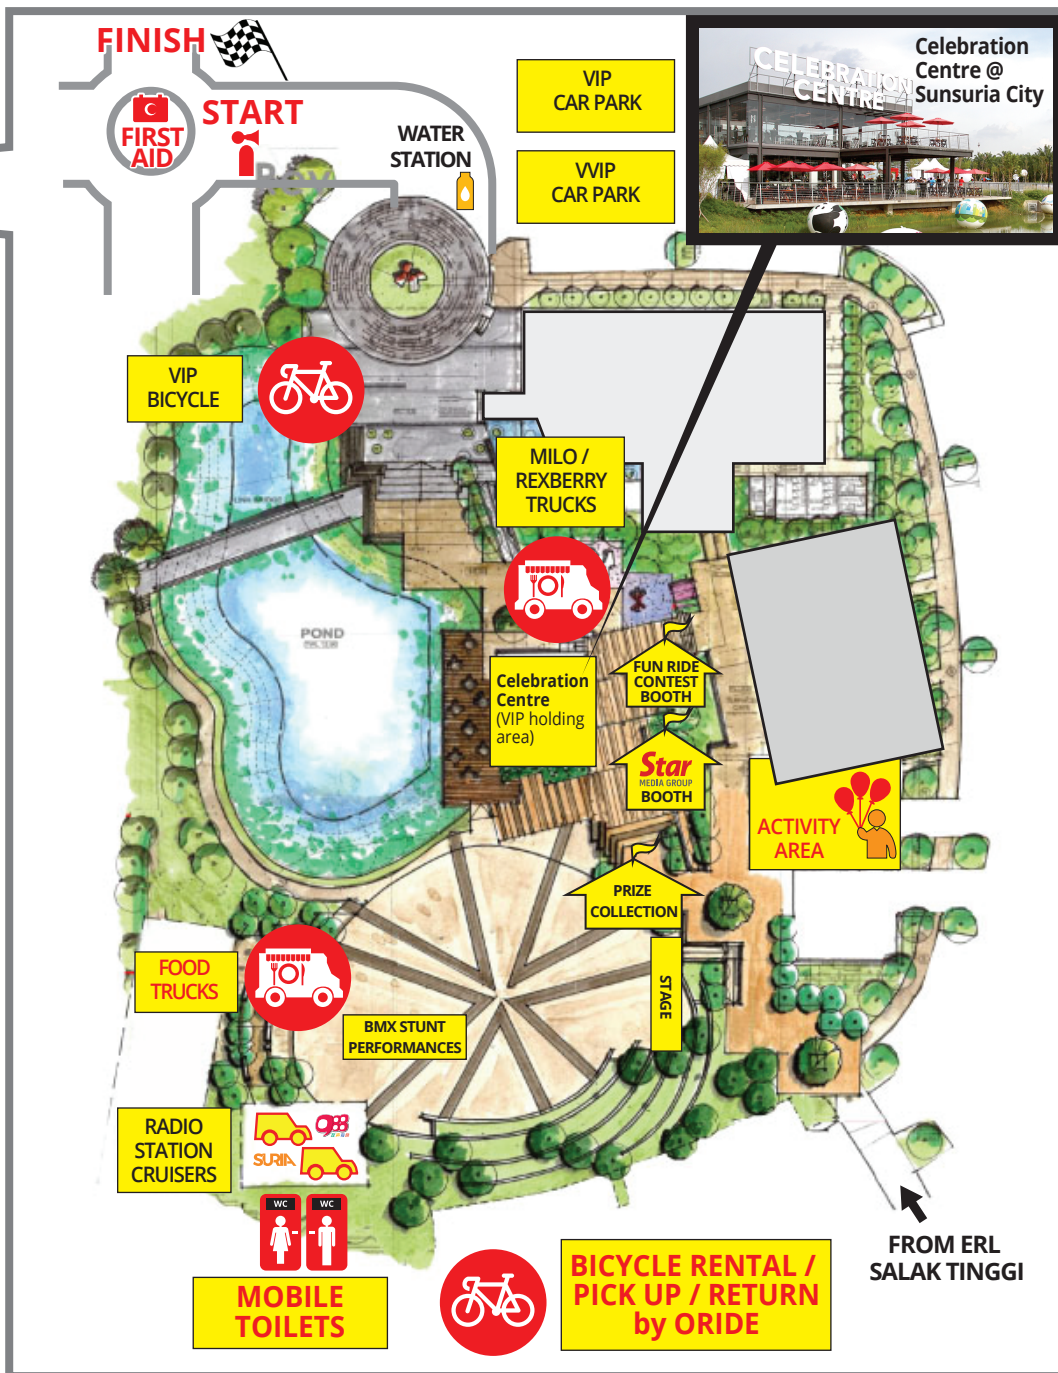 FINISH
START
FIRST
AID
WATER
STATION
VIP
CAR PARK
VVIP
CAR PARK
CELEBRATION
CENTRE
Celebration
Centre @
Sunsuria City
VIP
BICYCLE
MILO /
REXBERRY
TRUCKS
POND
Celebration
Centre
(VIP holding
area)
FUN RIDE
CONTEST
BOOTH
Star
MEDIA GROUP
BOOTH
ACTIVITY
AREA
PRIZE
COLLECTION
STAGE
FOOD
TRUCKS
BMX STUNT
PERFORMANCES
RADIO
STATION
CRUISERS
988
SURIA
WC
WC
MOBILE
TOILETS
BICYCLE RENTAL /
PICK UP / RETURN
by ORIDE
FROM ERL
SALAK TINGGI